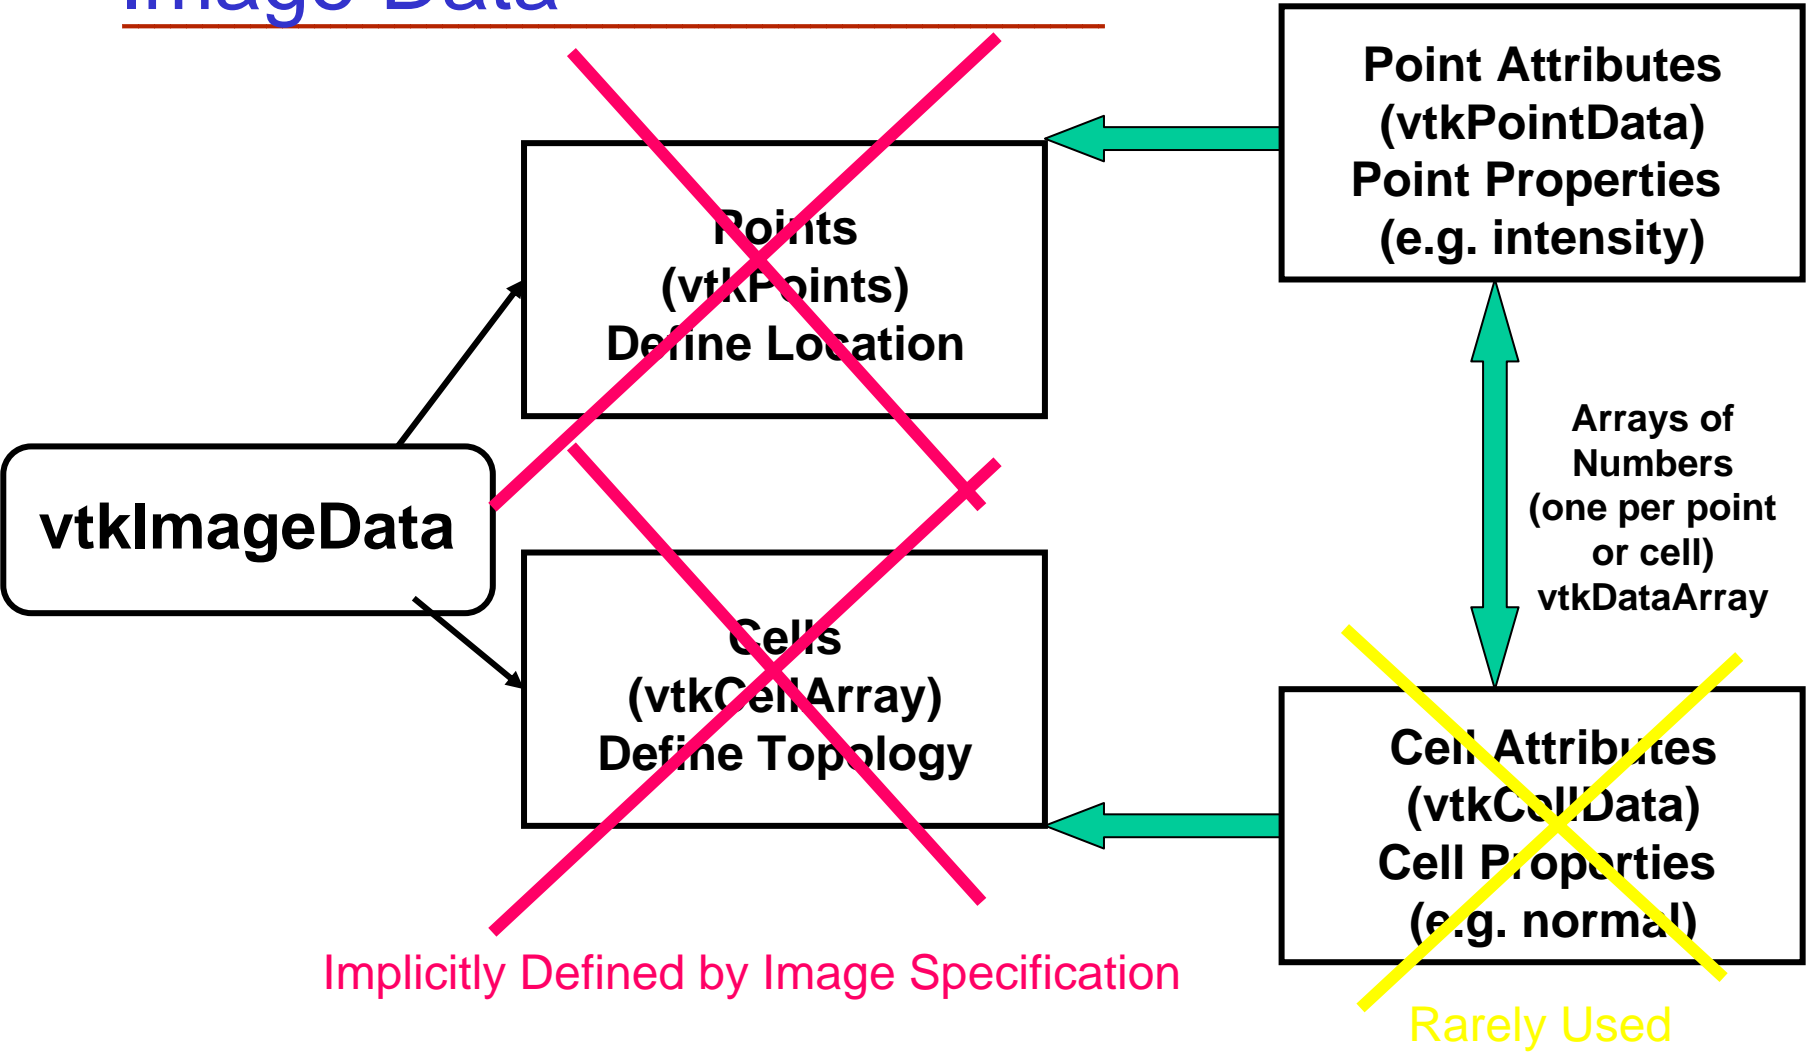 Image Data
Point Attributes
(vtkPointData)
Point Properties
(e.g. intensity)
Points
(vtkPoints)
Define Location
Arrays of
Numbers
(one per point
or cell)
vtkDataArray
vtkImageData
Cells
(vtkCellArray)
Define Topology
Cell Attributes
(vtkCellData)
Cell Properties
(e.g. normal)
Implicitly Defined by Image Specification
Rarely Used